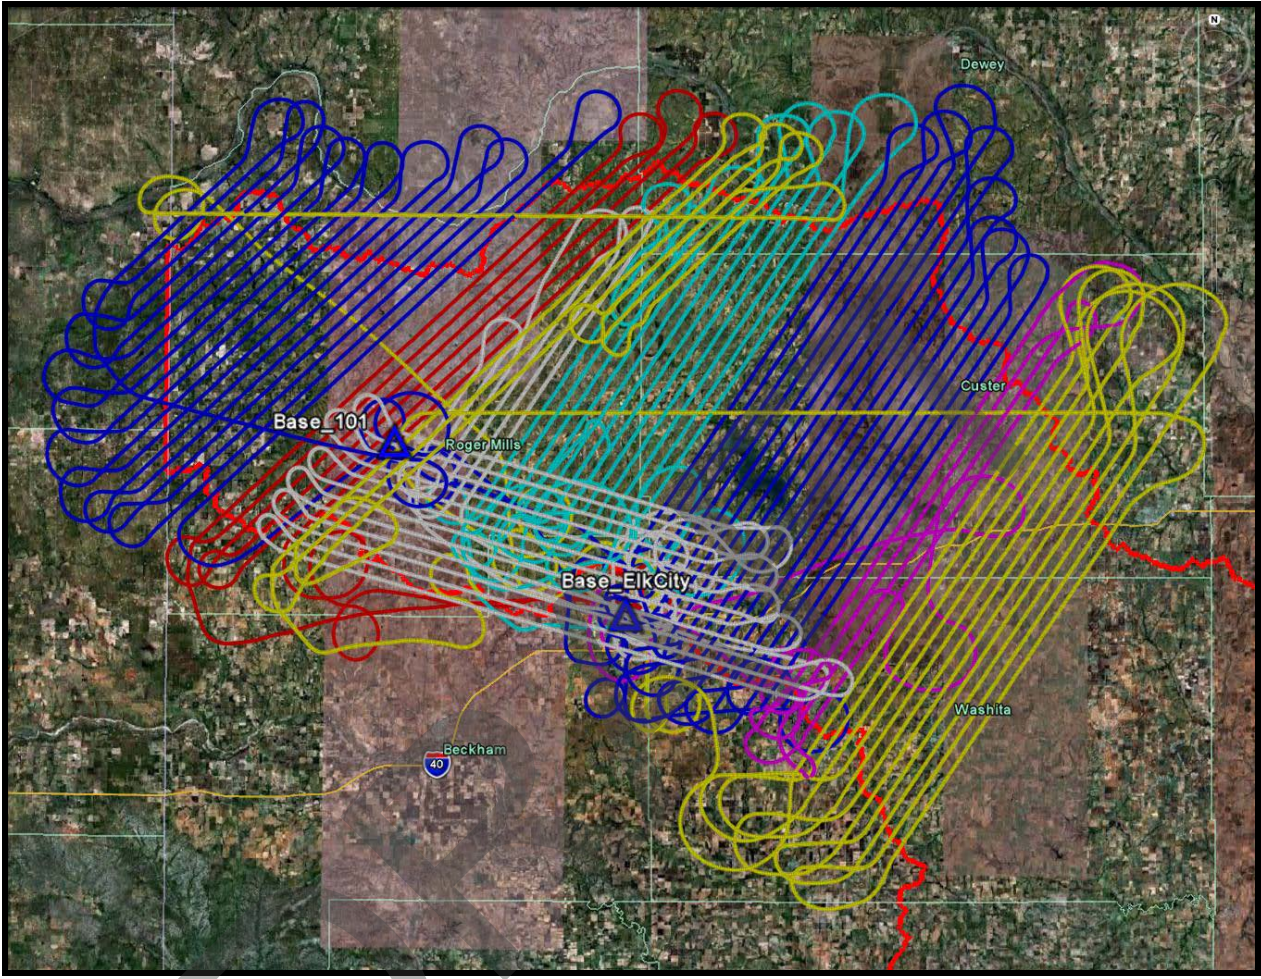 N
Dewey
Custer
Base_101
Roger Mills
Base_ElkCity
Washita
Beckham
40